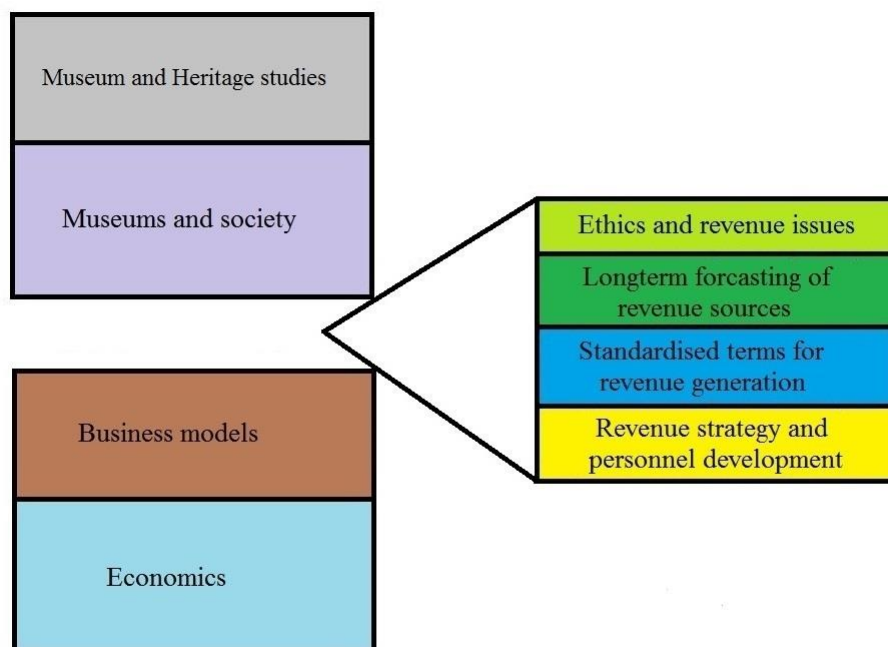 Museum and Heritage studies
Museums and society
Business models
Economics
Ethics and revenue issues
Longterm forcasting of
revenue sources
Standardised terms for
revenue generation
Revenue strategy and
personnel development